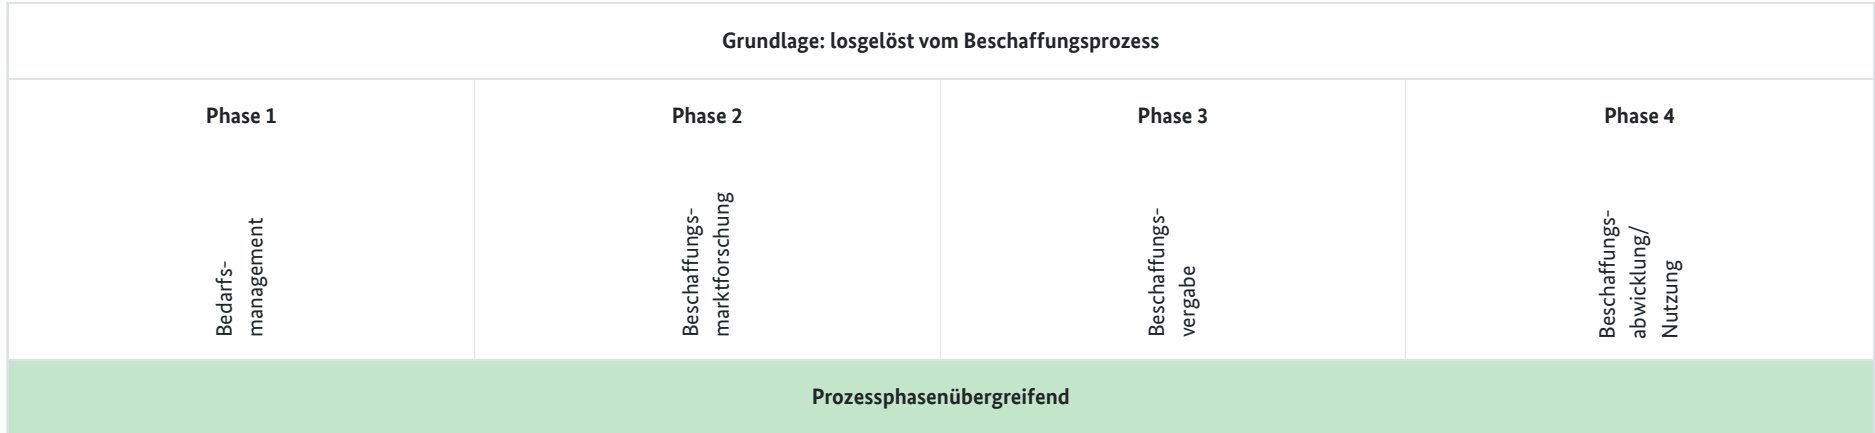 Grundlage: losgelöst vom Beschaffungsprozess
Phase 1
Bedarfs-
management
Phase 2
Beschaffungs-
marktforschung
Phase 3
Beschaffungs-
vergabe
Phase 4
Beschaffungs-
abwicklung/
Nutzung
Prozessphasenübergreifend